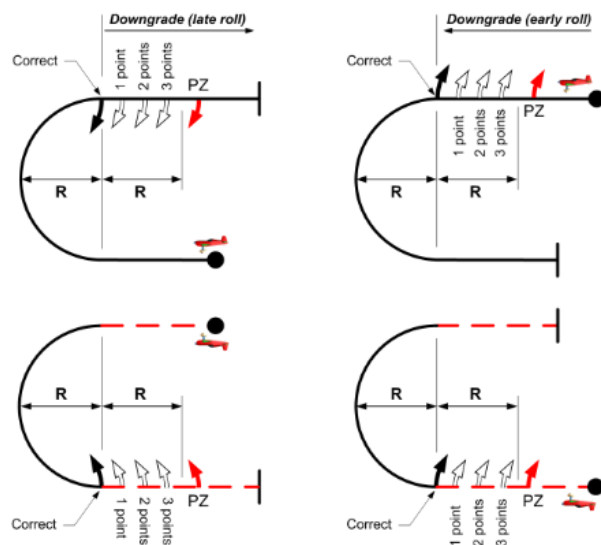 Downgrade (late roll)
Correct
1 point
2 points
3 points
PZ
R
R
Downgrade (early roll)
Correct
1 point
2 points
3 points
PZ
R
R
R
R
1 point
2 points
3 points
PZ
Correct
R
R
1 point
2 points
3 points
PZ
Correct